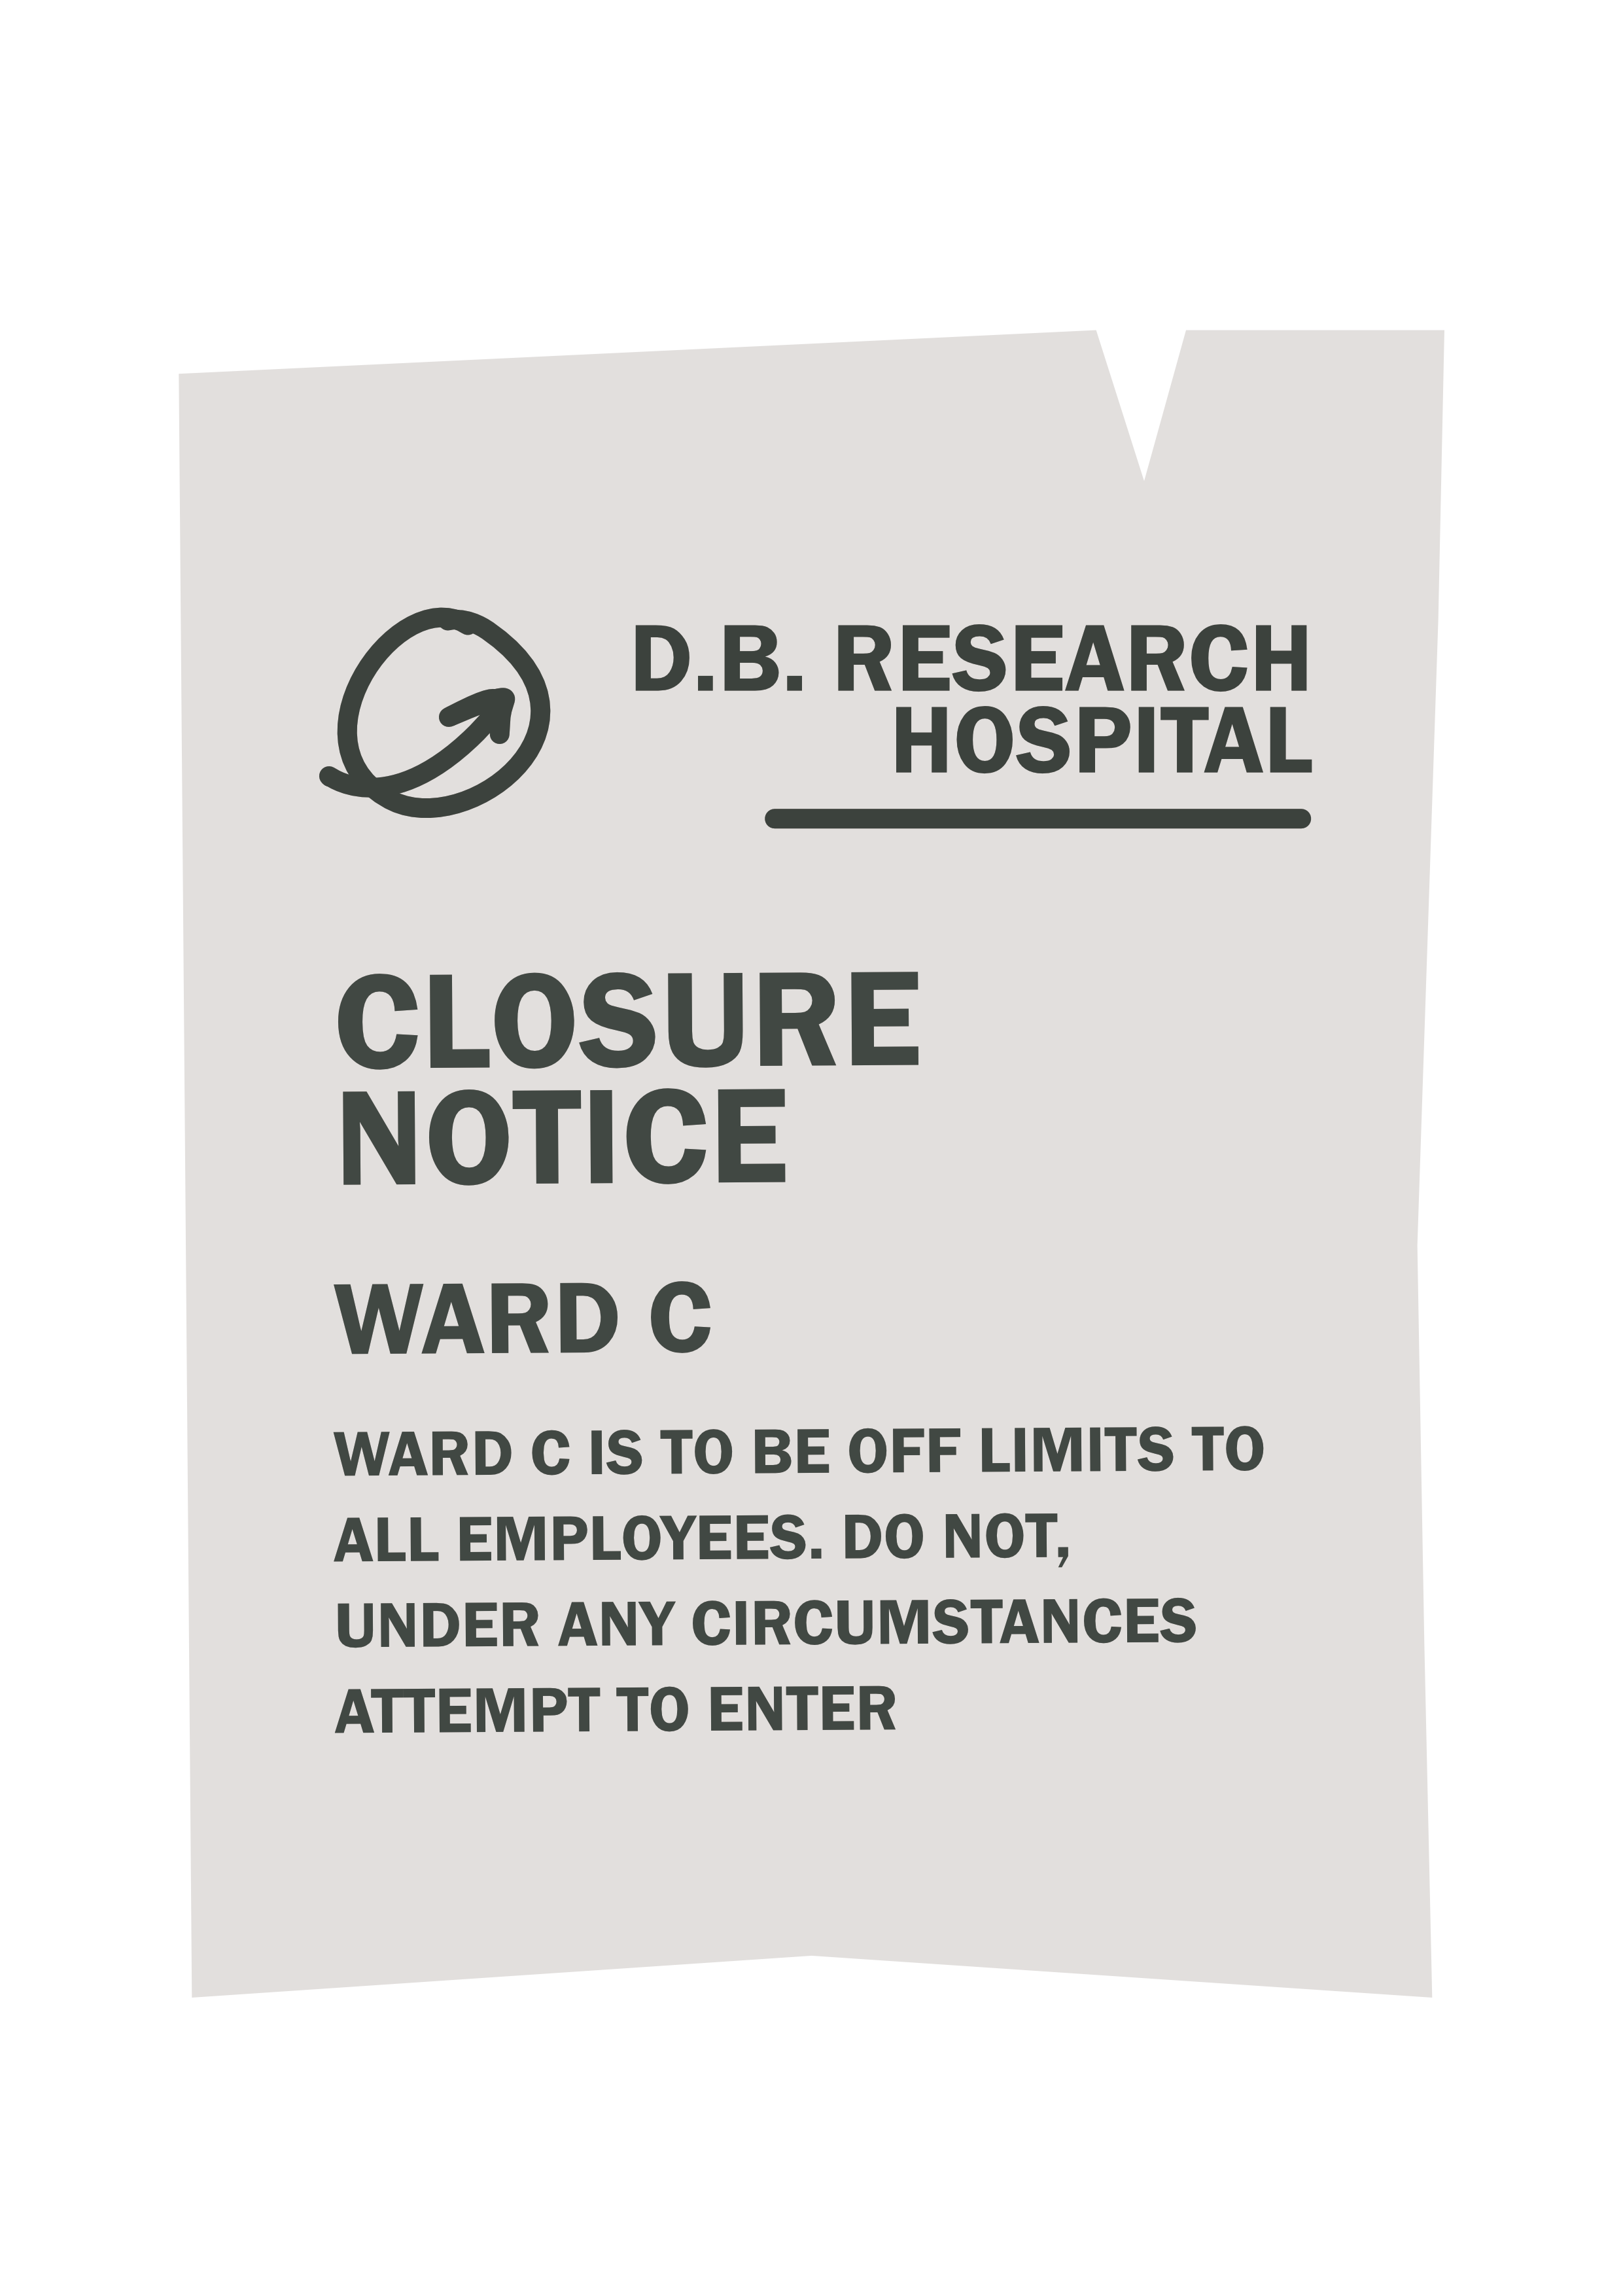 D.B. RESEARCH
HOSPITAL
CLOSURE
NOTICE
WARD C
WARD C IS TO BE OFF LIMITS TO
ALL EMPLOYEES. DO NOT,
UNDER ANY CIRCUMSTANCES
ATTEMPT TO ENTER